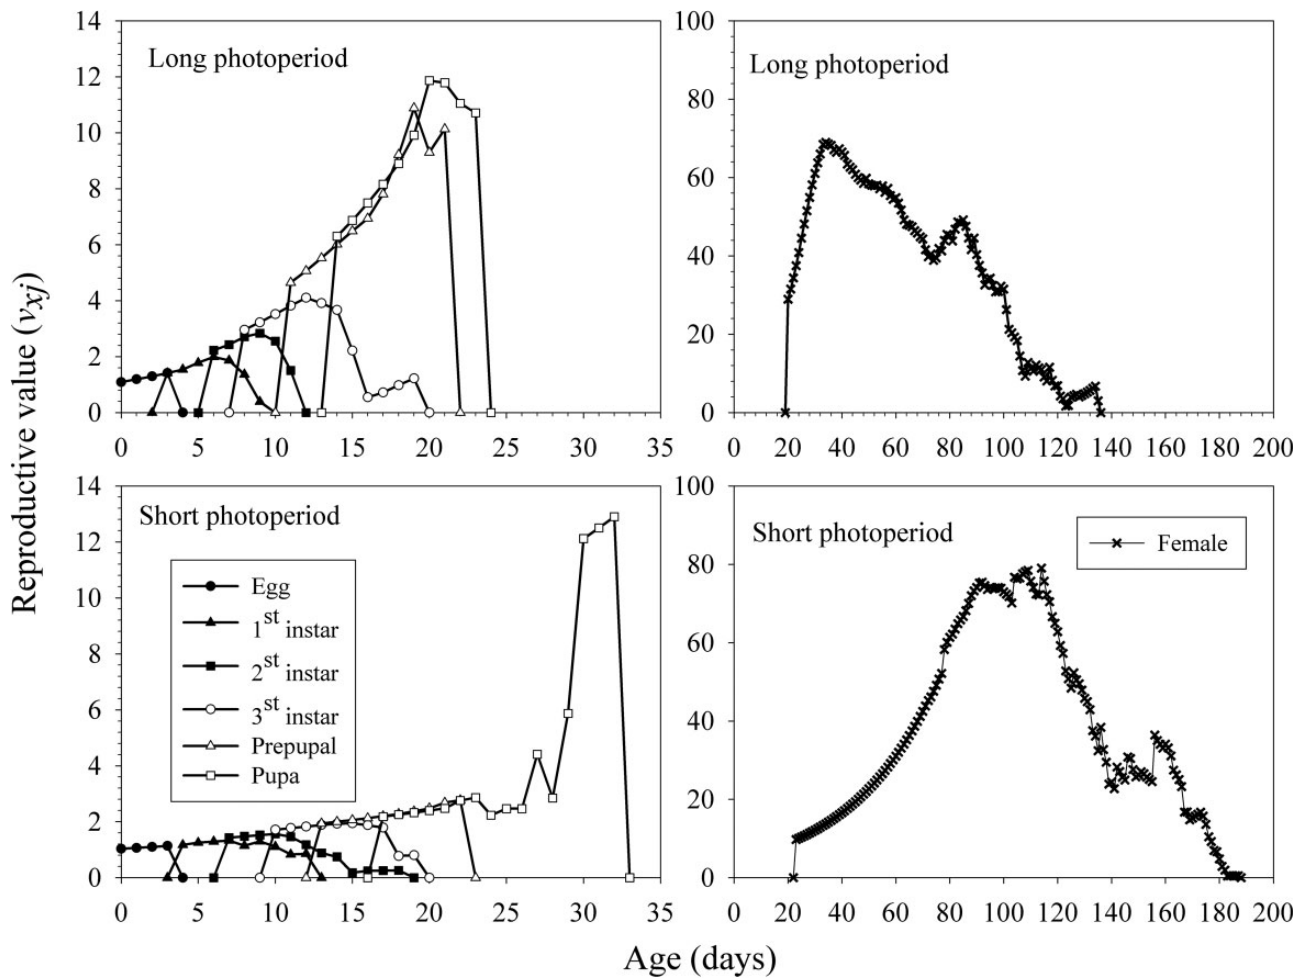 Reproductive value (vxj)
14
12
10
8
6
4
2
0
Long photoperiod
0 5 10 15 20 25 30 35
100
80
60
40
20
0
Long photoperiod
0 20 40 60 80 100 120 140 160 180 200
14
12
10
8
6
4
2
0
Short photoperiod
Egg
1st instar
2st instar
3st instar
Prepupal
Pupa
0 5 10 15 20 25 30 35
100
80
60
40
20
0
Short photoperiod
Female
0 20 40 60 80 100 120 140 160 180 200
Age (days)